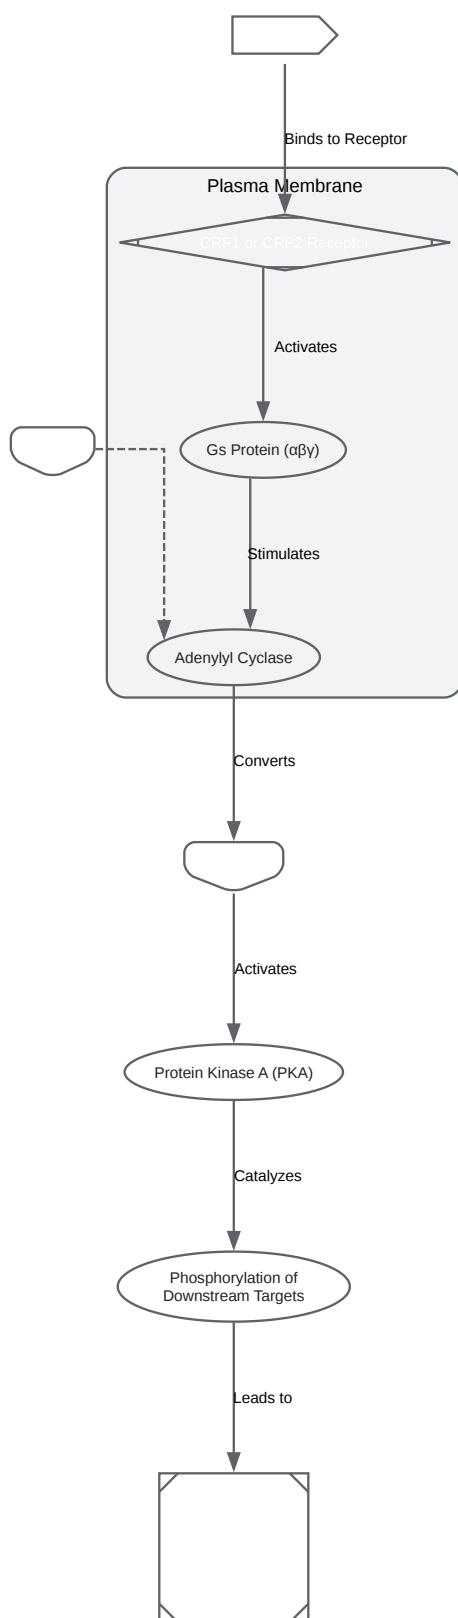 Binds to Receptor
Plasma Membrane
CRF1 or CRF2 Receptor
Activates
Gs Protein (αβγ)
Stimulates
Adenylyl Cyclase
Converts
Activates
Protein Kinase A (PKA)
Catalyzes
Phosphorylation of
Downstream Targets
Leads to